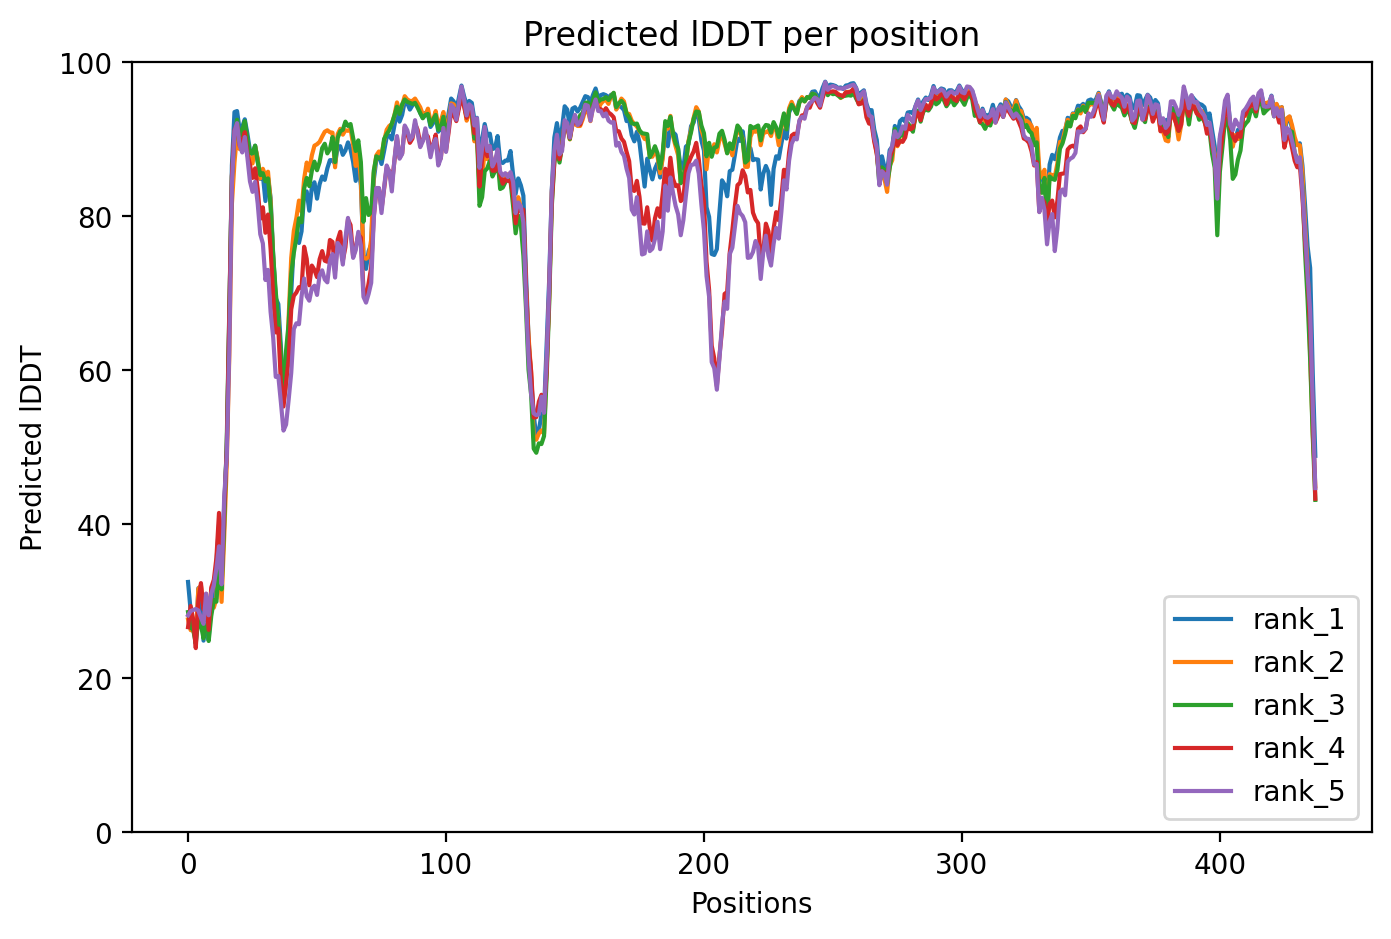 Predicted lDDT per position
100
80
60
40
20
0
Predicted lDDT
0 100 200 300 400
Positions
rank_1
rank_2
rank_3
rank_4
rank_5